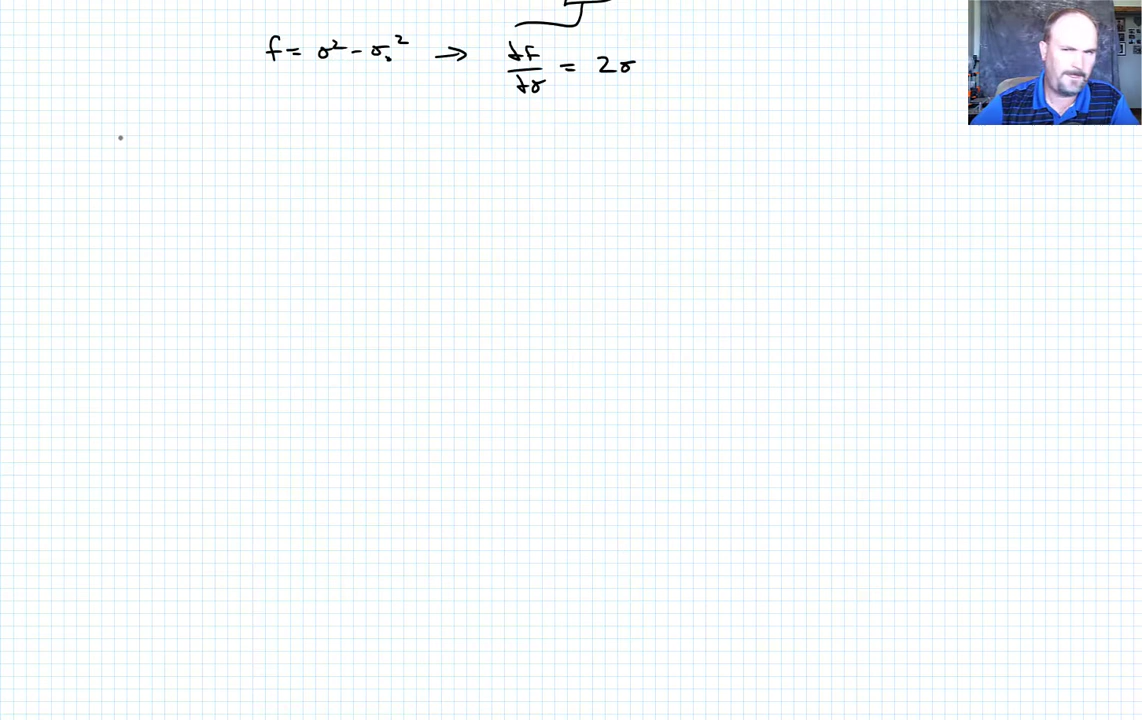 f = σ² - σ₀² → df/dσ = 2σ